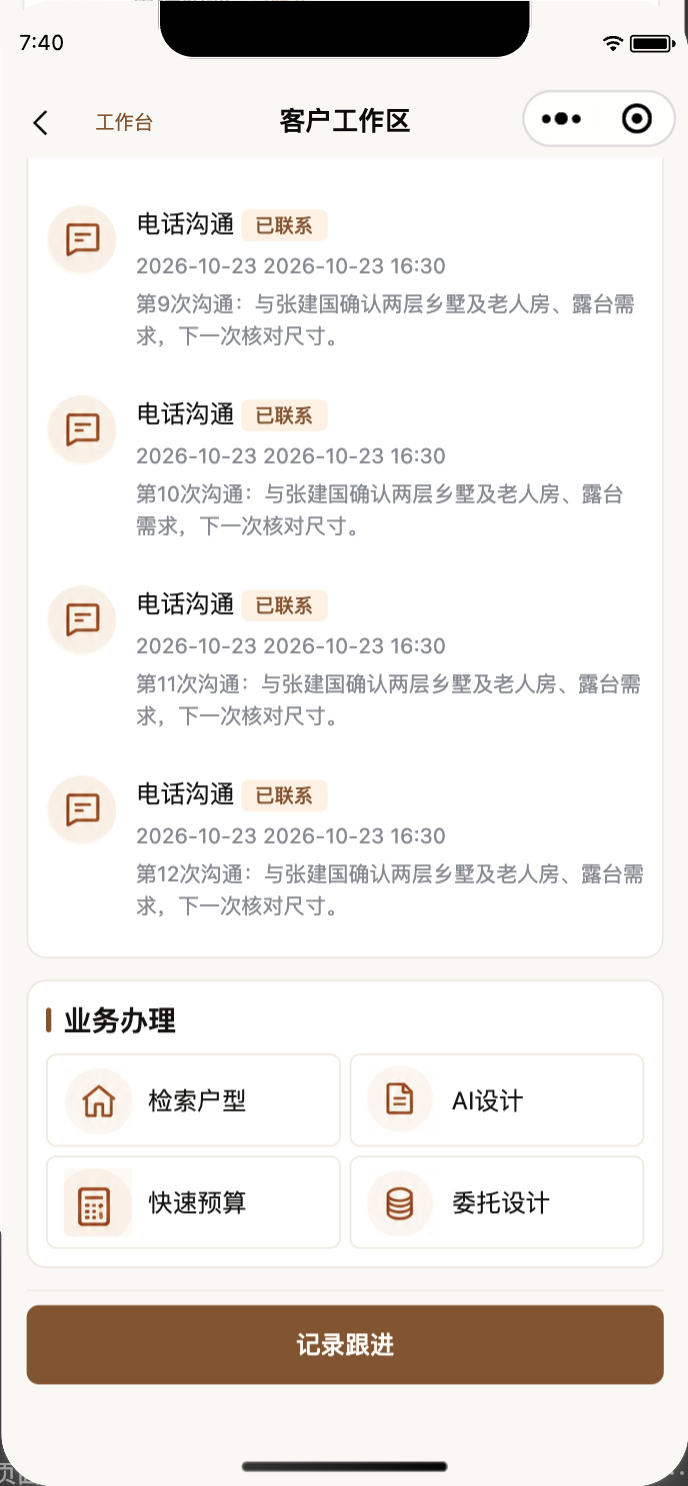 7:40
工作台
客户工作区
电话沟通 已联系
2026-10-23 2026-10-23 16:30
第9次沟通：与张建国确认两层乡墅及老人房、露台需
求，下一次核对尺寸。
电话沟通 已联系
2026-10-23 2026-10-23 16:30
第10次沟通：与张建国确认两层乡墅及老人房、露台
需求，下一次核对尺寸。
电话沟通 已联系
2026-10-23 2026-10-23 16:30
第11次沟通：与张建国确认两层乡墅及老人房、露台需
求，下一次核对尺寸。
电话沟通 已联系
2026-10-23 2026-10-23 16:30
第12次沟通：与张建国确认两层乡墅及老人房、露台需
求，下一次核对尺寸。
业务办理
检索户型
AI设计
快速预算
委托设计
记录跟进